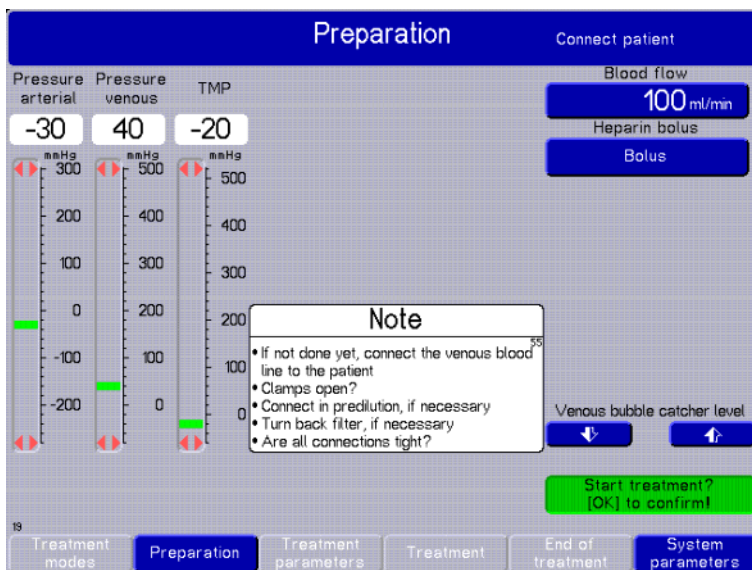 Preparation
Connect patient
Pressure arterial
Pressure venous
TMP
-30
40
-20
mmHg
300
200
100
0
-100
-200
mmHg
500
400
300
200
100
0
mmHg
500
400
300
200
100
0
Blood flow
100 ml/min
Heparin bolus
Bolus
Note
55
• If not done yet, connect the venous blood
line to the patient
• Clamps open?
• Connect in predilution, if necessary
• Turn back filter, if necessary
• Are all connections tight?
Venous bubble catcher level
Start treatment?
[OK] to confirm!
19
Treatment modes
Preparation
Treatment parameters
Treatment
End of treatment
System parameters